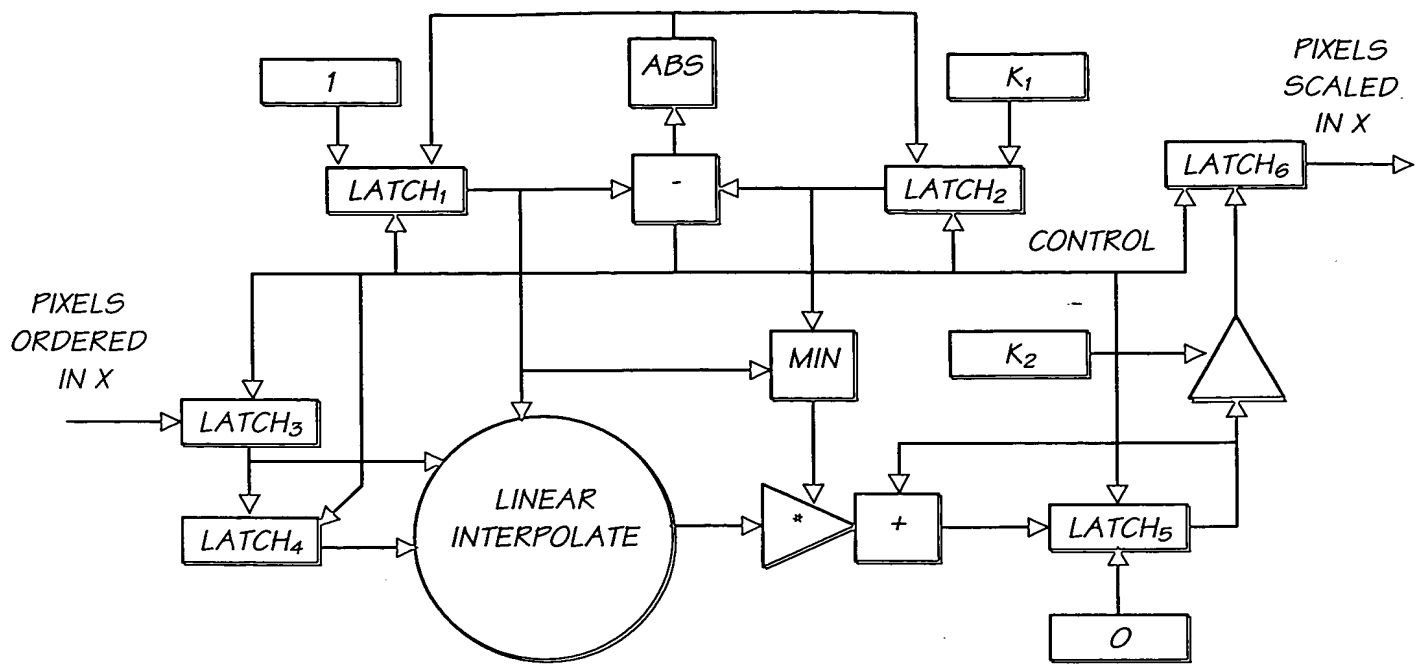 ABS
1
K₁
PIXELS
SCALED
IN X
LATCH₁
-
LATCH₂
LATCH₆
CONTROL
PIXELS
ORDERED
IN X
MIN
K₂
LATCH₃
LINEAR
INTERPOLATE
*
+
LATCH₄
LATCH₅
0